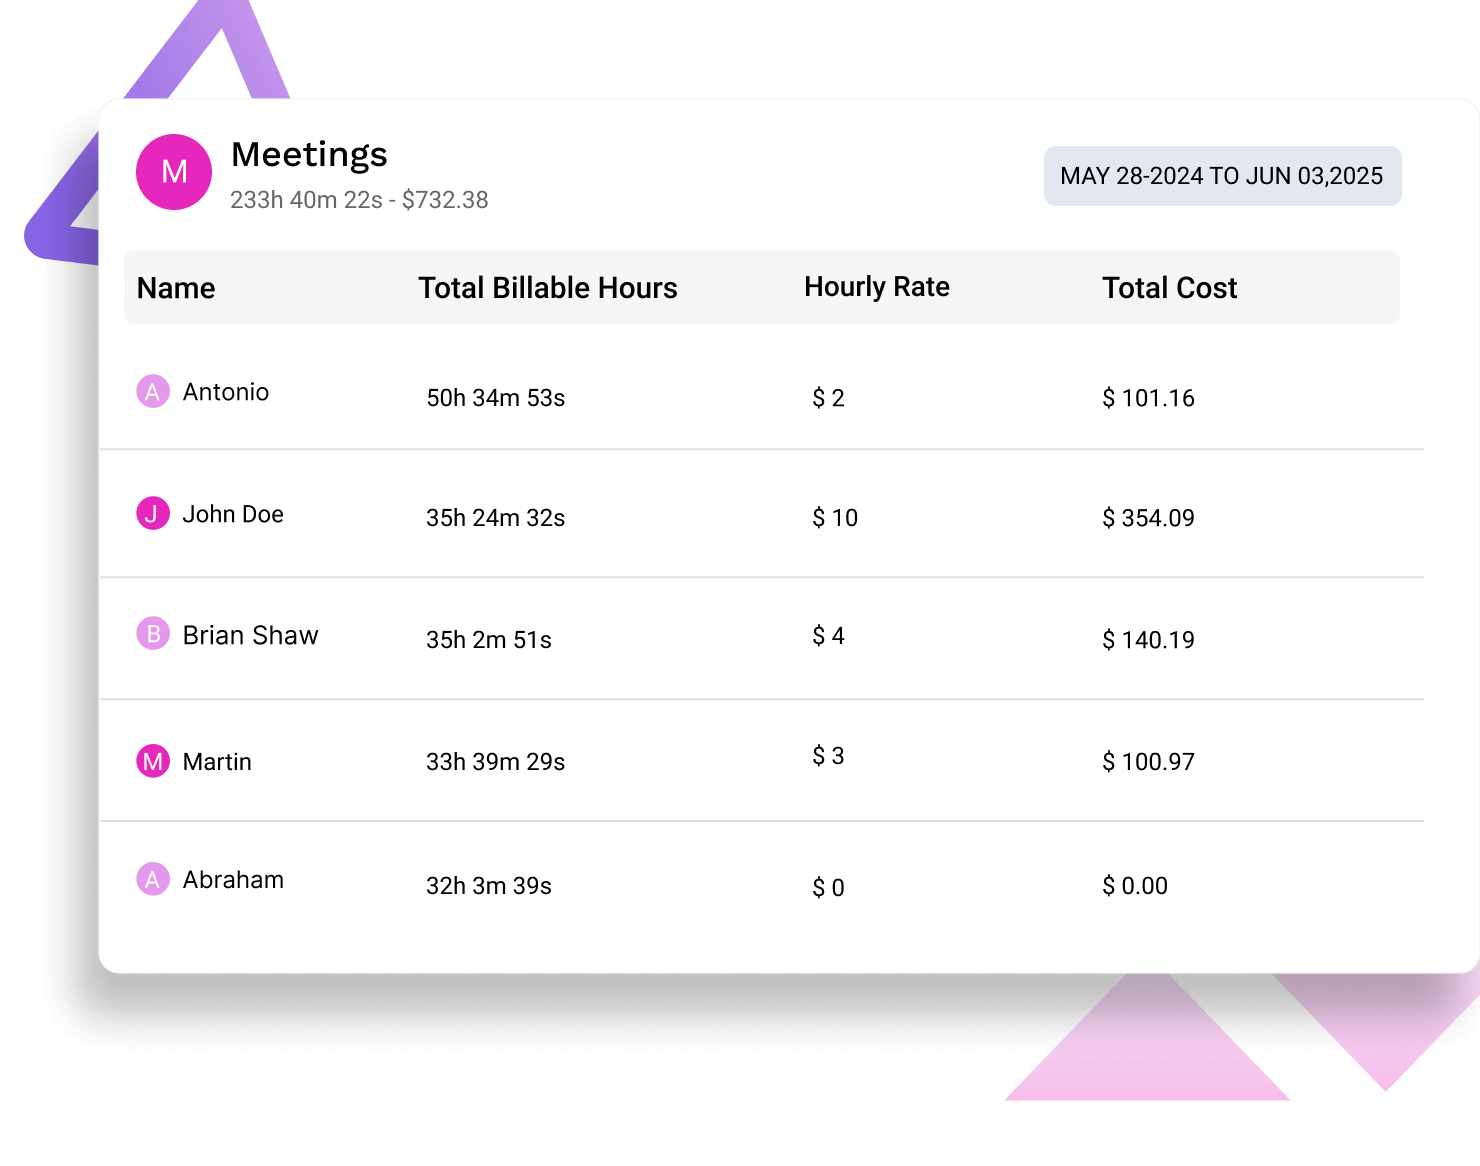 M
Meetings
233h 40m 22s - $732.38
MAY 28-2024 TO JUN 03,2025
Name Total Billable Hours Hourly Rate Total Cost
A Antonio 50h 34m 53s $ 2 $ 101.16
J John Doe 35h 24m 32s $ 10 $ 354.09
B Brian Shaw 35h 2m 51s $ 4 $ 140.19
M Martin 33h 39m 29s $ 3 $ 100.97
A Abraham 32h 3m 39s $ 0 $ 0.00